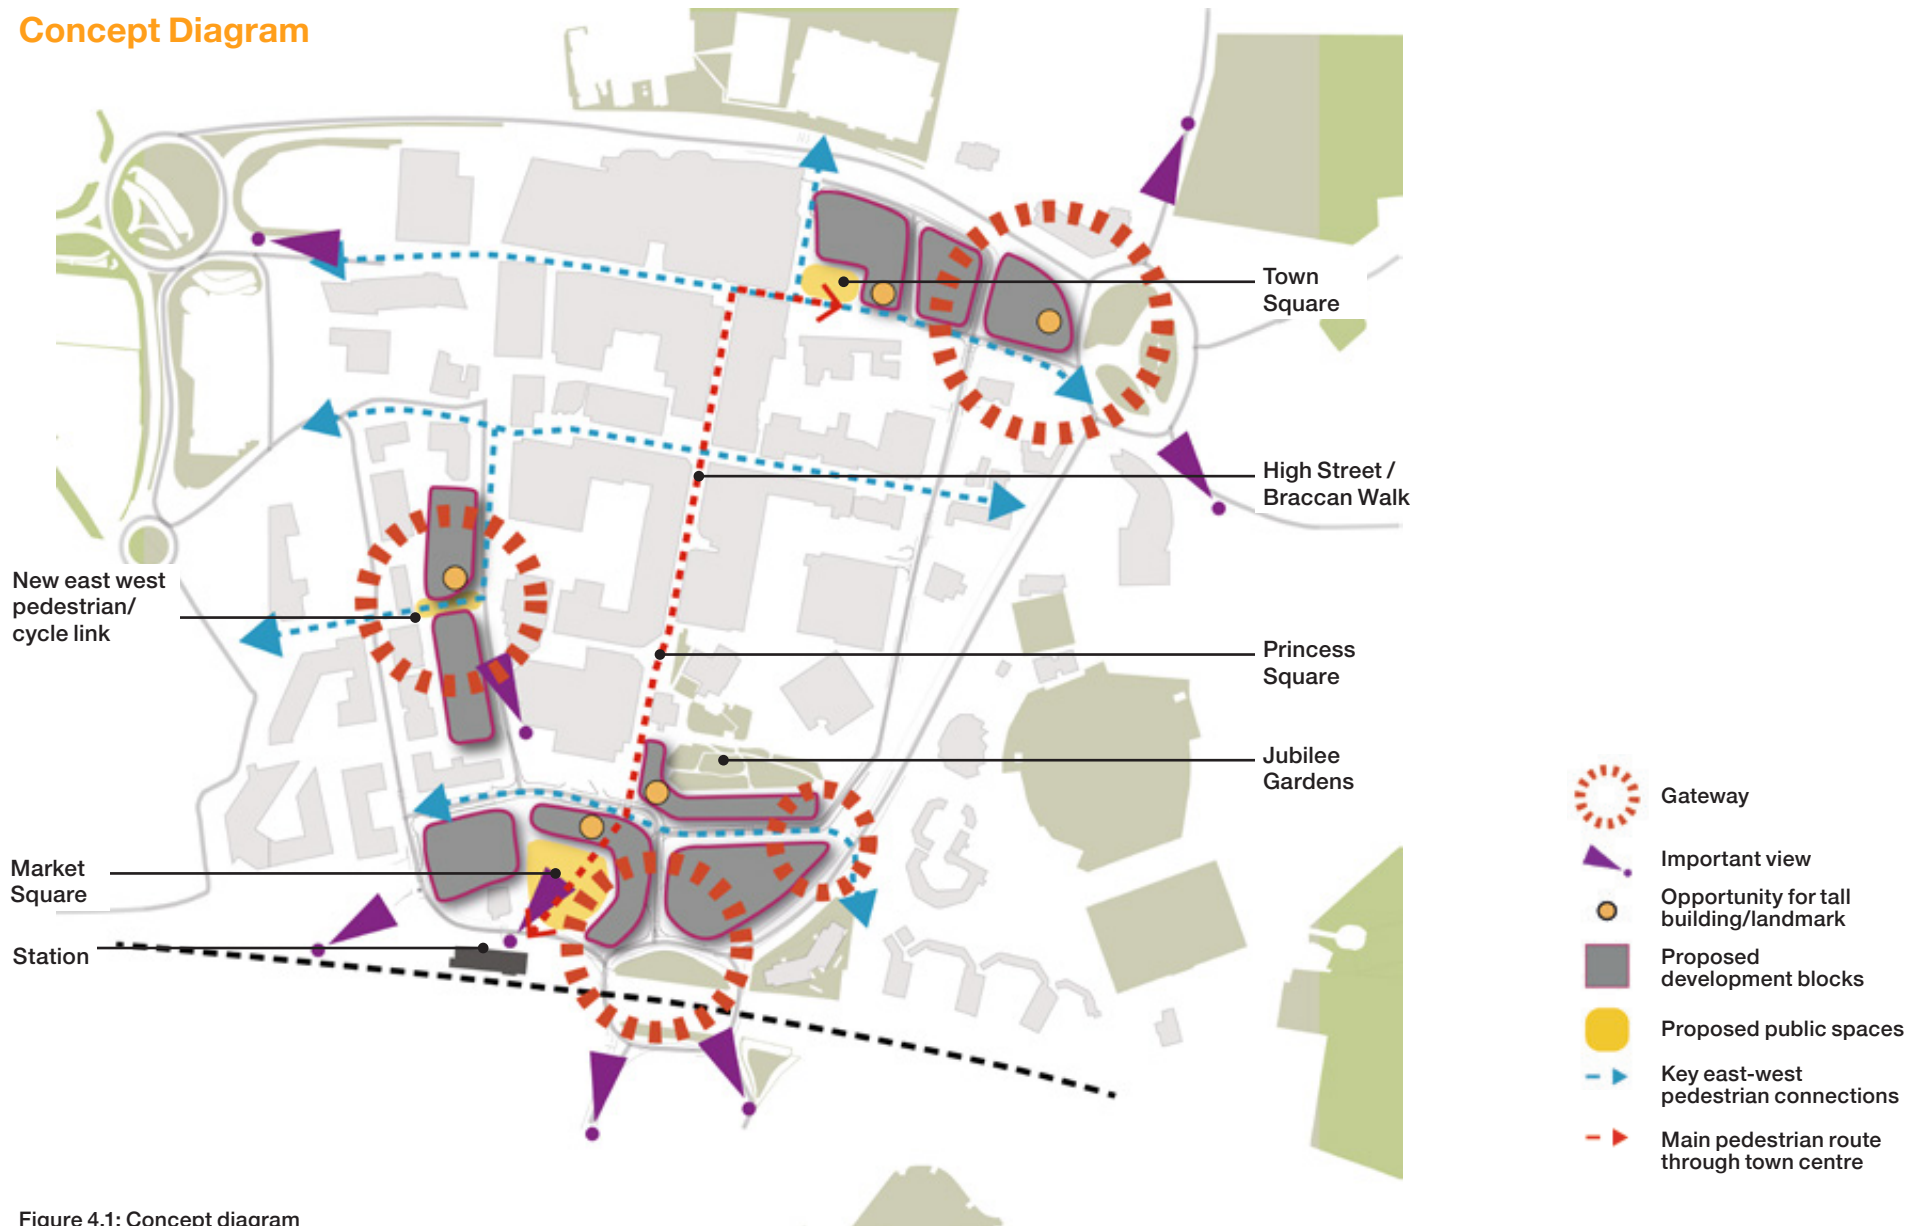 Concept Diagram
Town
Square
High Street /
Braccan Walk
New east west
pedestrian/
cycle link
Princess
Square
Jubilee
Gardens
Market
Square
Station
Gateway
Important view
Opportunity for tall
building/landmark
Proposed
development blocks
Proposed public spaces
Key east-west
pedestrian connections
Main pedestrian route
through town centre
Figure 4.1: Concept diagram